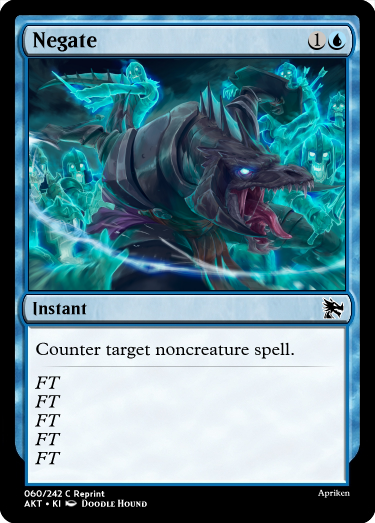 Negate 1
Instant
Counter target noncreature spell.
FT
FT
FT
FT
FT
060/242 C Reprint
AKT • KI Doodle Hound
Apriken